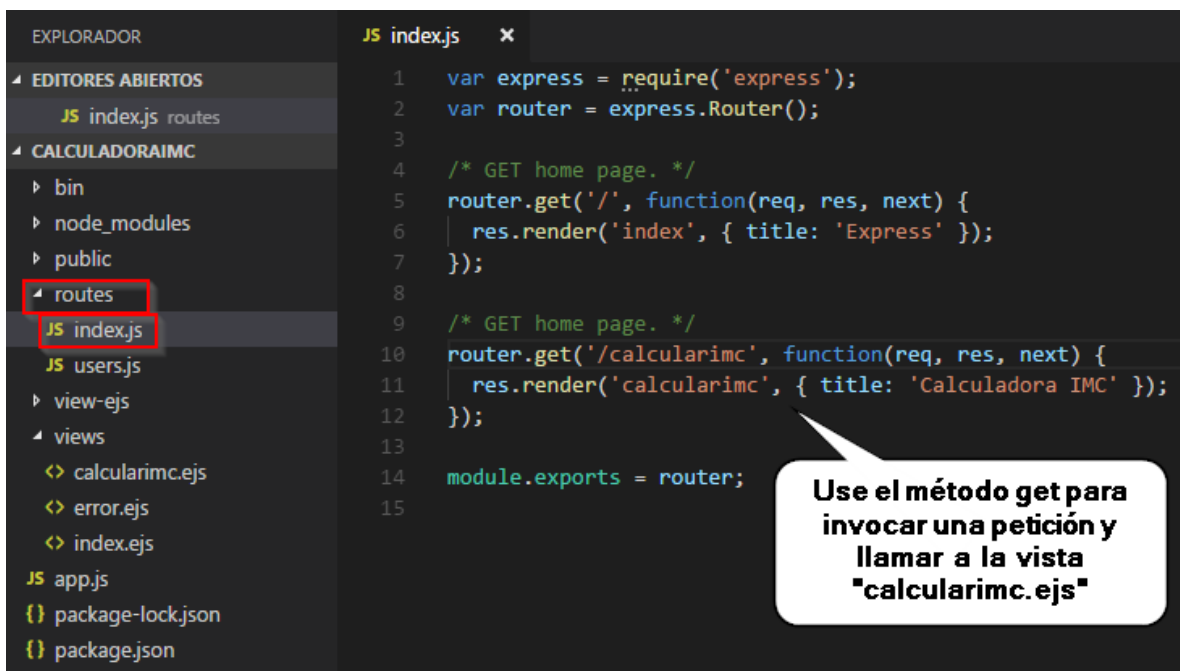 EXPLORADOR
EDITORES ABIERTOS
JS index.js routes
CALCULADORAIMC
bin
node_modules
public
routes
JS index.js
JS users.js
view-ejs
views
<> calcularimc.ejs
<> error.ejs
<> index.ejs
JS app.js
{} package-lock.json
{} package.json
JS index.js ×
1 var express = require('express');
2 var router = express.Router();
3
4 /* GET home page. */
5 router.get('/', function(req, res, next) {
6 res.render('index', { title: 'Express' });
7 });
8
9 /* GET home page. */
10 router.get('/calcularimc', function(req, res, next) {
11 res.render('calcularimc', { title: 'Calculadora IMC' });
12 });
13
14 module.exports = router;
15
Use el método get para
invocar una petición y
llamar a la vista
"calcularimc.ejs"